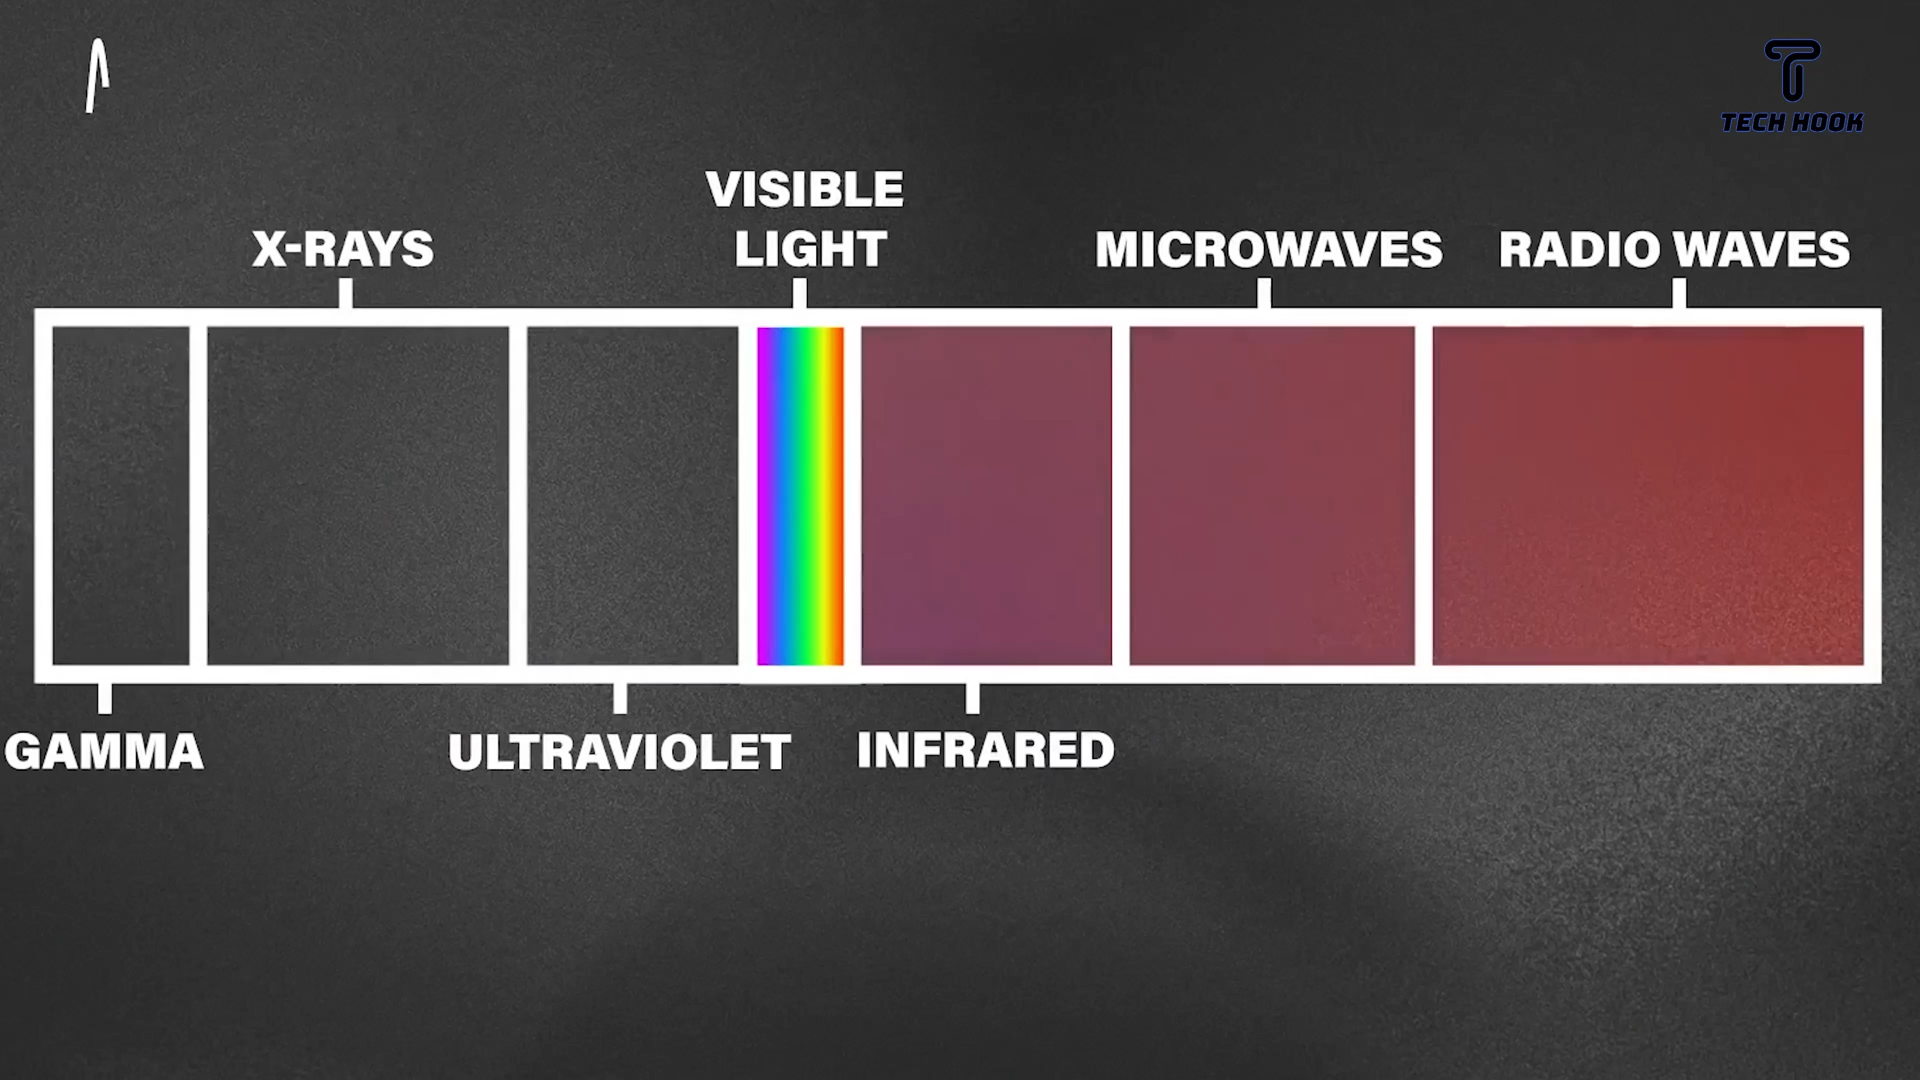 TECH HOOK
VISIBLE
LIGHT
X-RAYS
MICROWAVES
RADIO WAVES
GAMMA
ULTRAVIOLET
INFRARED